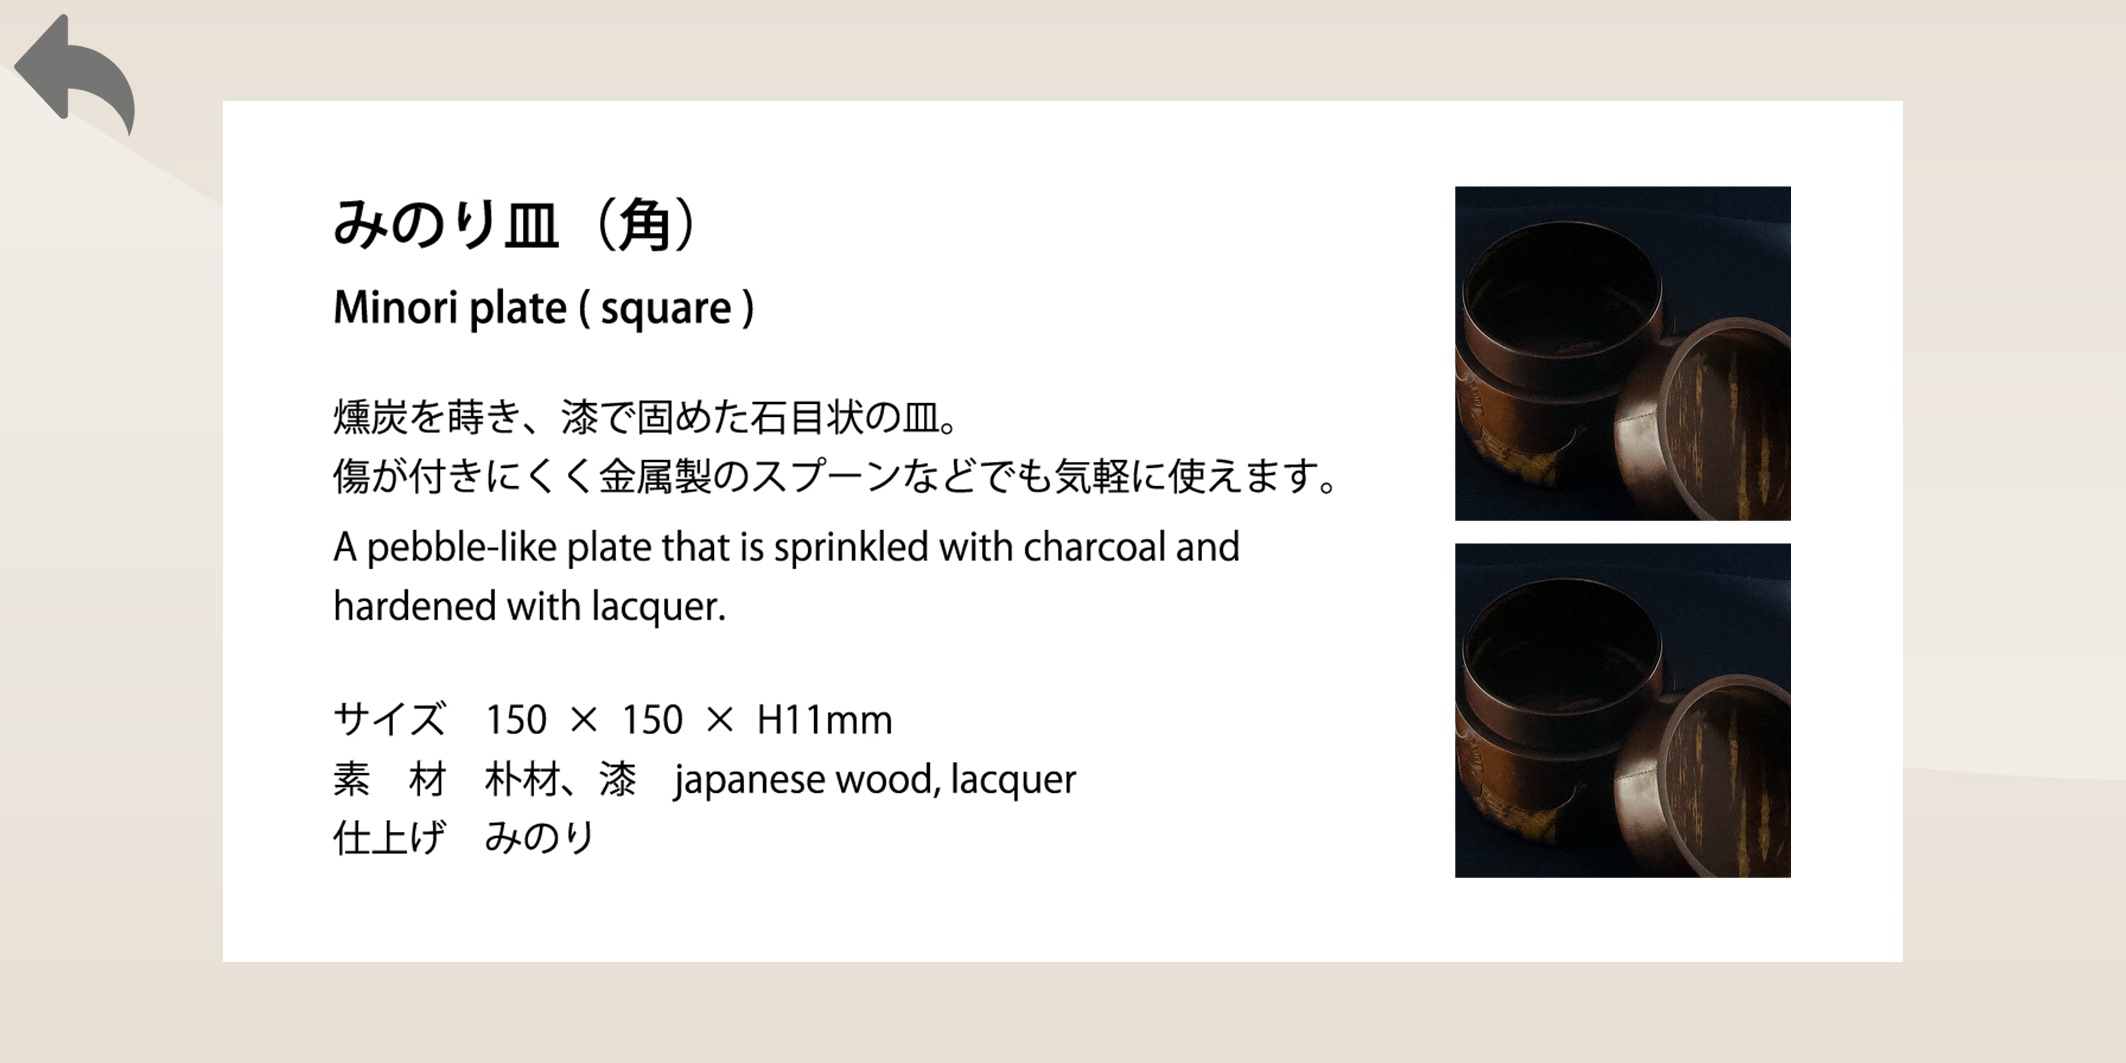 みのり皿（角）
Minori plate ( square )
燻炭を蒔き、漆で固めた石目状の皿。
傷が付きにくく金属製のスプーンなどでも気軽に使えます。
A pebble-like plate that is sprinkled with charcoal and
hardened with lacquer.
サイズ　150 × 150 × H11mm
素　材　朴材、漆　japanese wood, lacquer
仕上げ　みのり